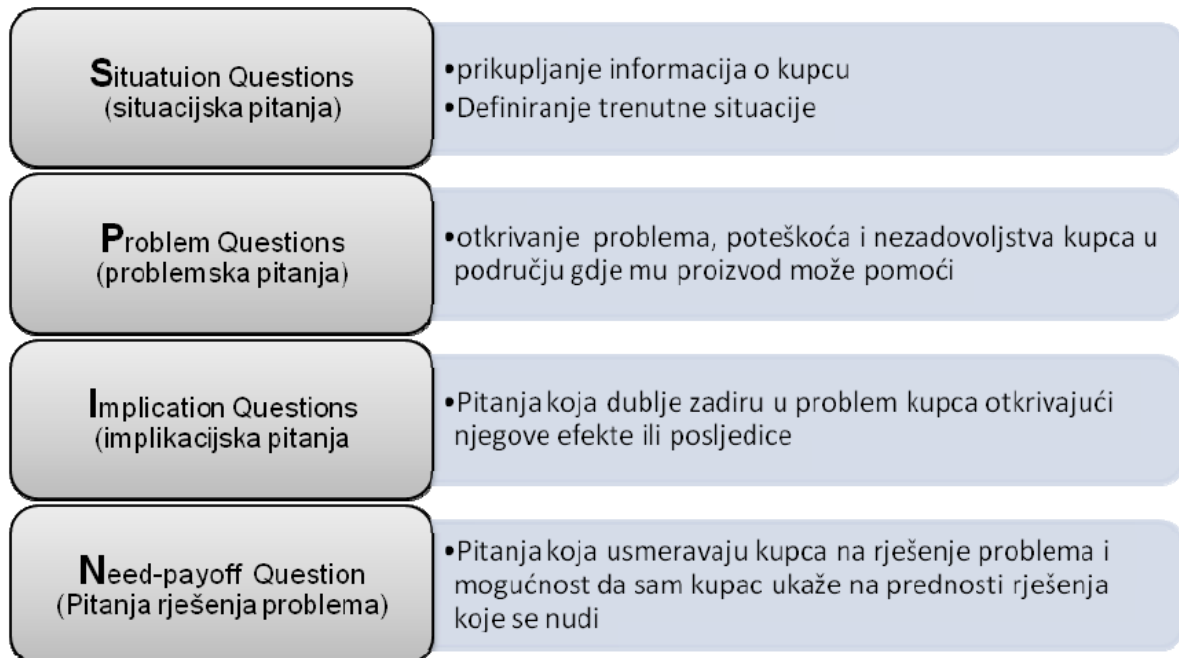 Situatuion Questions
(situacijska pitanja)
•prikupljanje informacija o kupcu
•Definiranje trenutne situacije
Problem Questions
(problemska pitanja)
•otkrivanje problema, poteškoća i nezadovoljstva kupca u
području gdje mu proizvod može pomoći
Implication Questions
(implikacijska pitanja
•Pitanja koja dublje zadiru u problem kupca otkrivajući
njegove efekte ili posljedice
Need-payoff Question
(Pitanja rješenja problema)
•Pitanja koja usmeravaju kupca na rješenje problema i
mogućnost da sam kupac ukaže na prednosti rješenja
koje se nudi